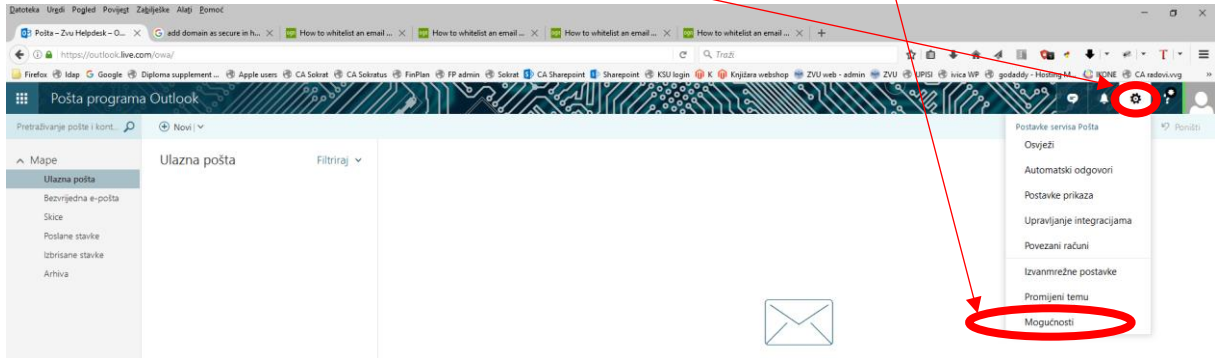 Datoteka Uredi Pogled Povijest Zabilješke Alati Pomoć
Pošta – Zvu Helpdesk – O... add domain as secure in h... How to whitelist an email ... How to whitelist an email ... How to whitelist an email ... How to whitelist an email ...
https://outlook.live.com/owa/ Traži
Firefox ldap Google Diploma supplement ... Apple users CA Sokrat CA Sokratus FinPlan FP admin Sokrat CA Sharepoint Sharepoint KSU login K Knjižara webshop ZVU web - admin ZVU UPISI ivica WP godaddy - Hosting M... IKONE CA radovi.vvg
Pošta programa Outlook
Pretraživanje pošte i kont... Novi Postavke servisa Pošta Poništi
Mape Ulazna pošta Filtriraj
Ulazna pošta
Bezvrijedna e-pošta
Skice
Poslane stavke
Izbrisane stavke
Arhiva
Osvježi
Automatski odgovori
Postavke prikaza
Upravljanje integracijama
Povezani računi
Izvanmrežne postavke
Promijeni temu
Mogućnosti